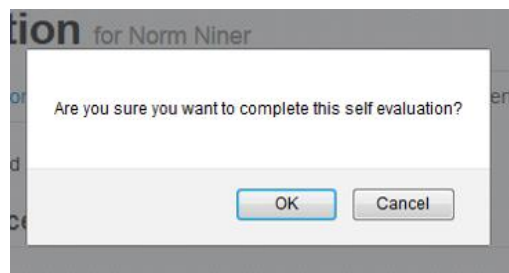 tion for Norm Niner
Are you sure you want to complete this self evaluation?
OK
Cancel